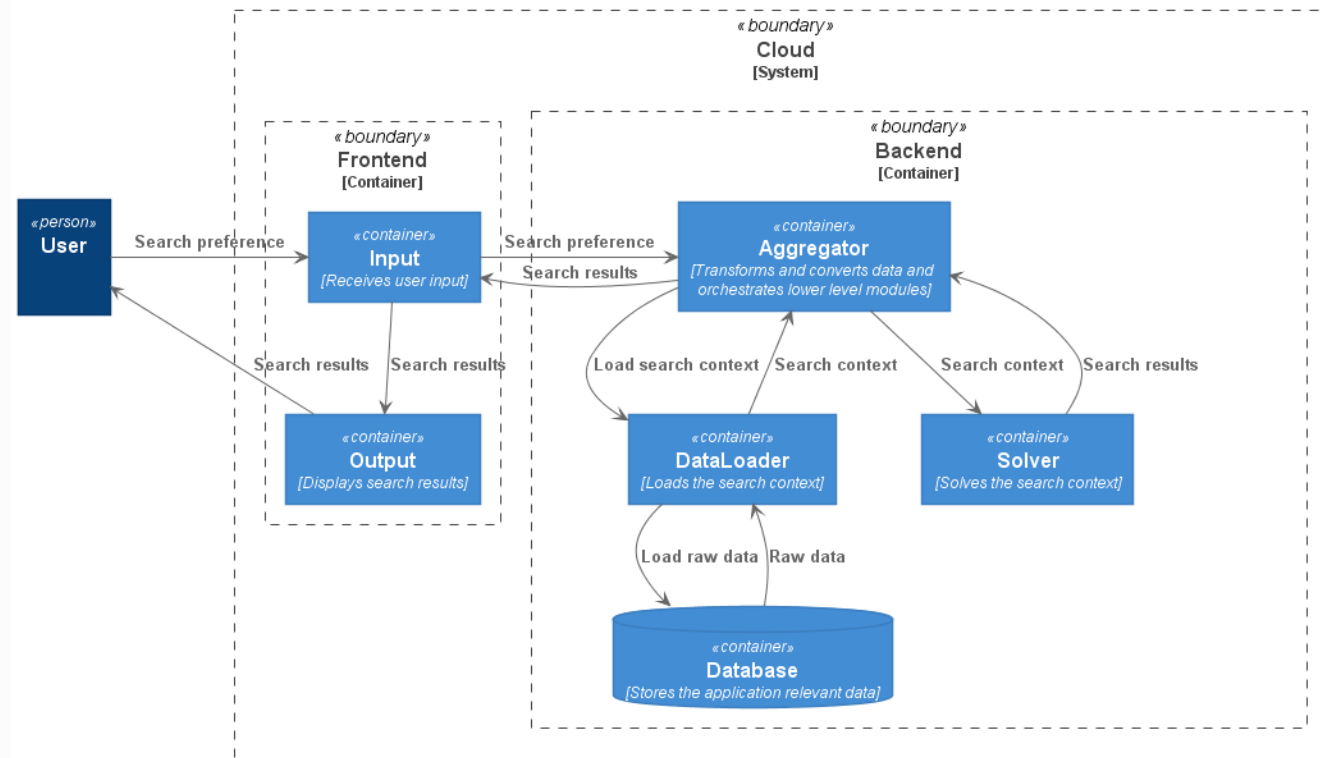 «boundary»
Cloud
[System]
«boundary»
Frontend
[Container]
«boundary»
Backend
[Container]
«person»
User
Search preference
«container»
Input
[Receives user input]
Search preference
Search results
«container»
Aggregator
[Transforms and converts data and
orchestrates lower level modules]
Search results
Search results
Load search context
Search context
Search context
Search results
«container»
Output
[Displays search results]
«container»
DataLoader
[Loads the search context]
«container»
Solver
[Solves the search context]
Load raw data
Raw data
«container»
Database
[Stores the application relevant data]